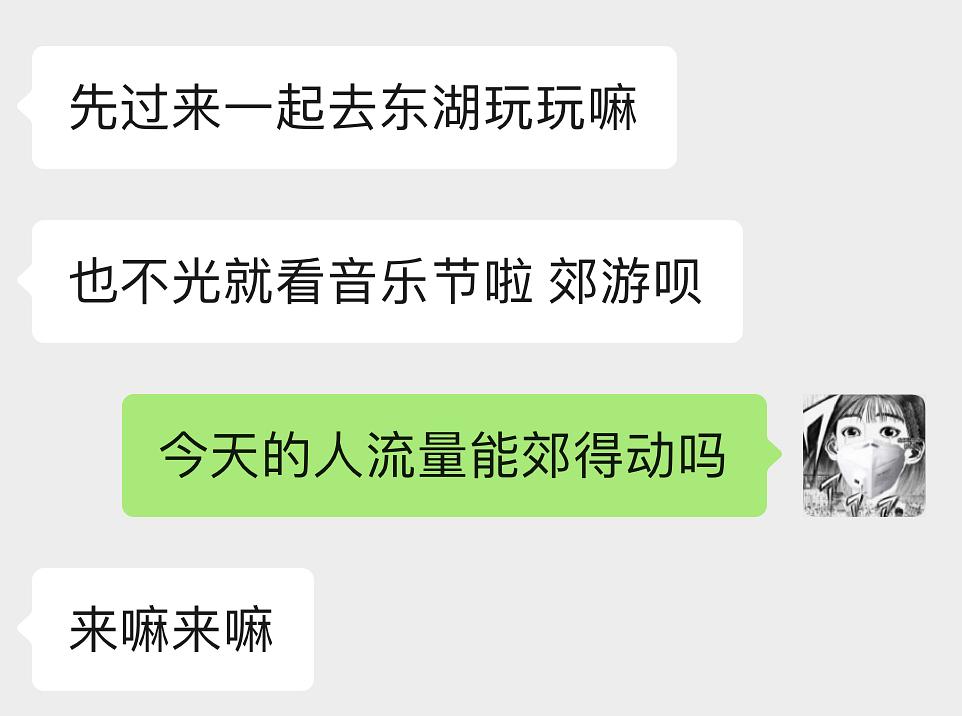 先过来一起去东湖玩玩嘛
也不光就看音乐节啦 郊游呗
今天的人流量能郊得动吗
来嘛来嘛